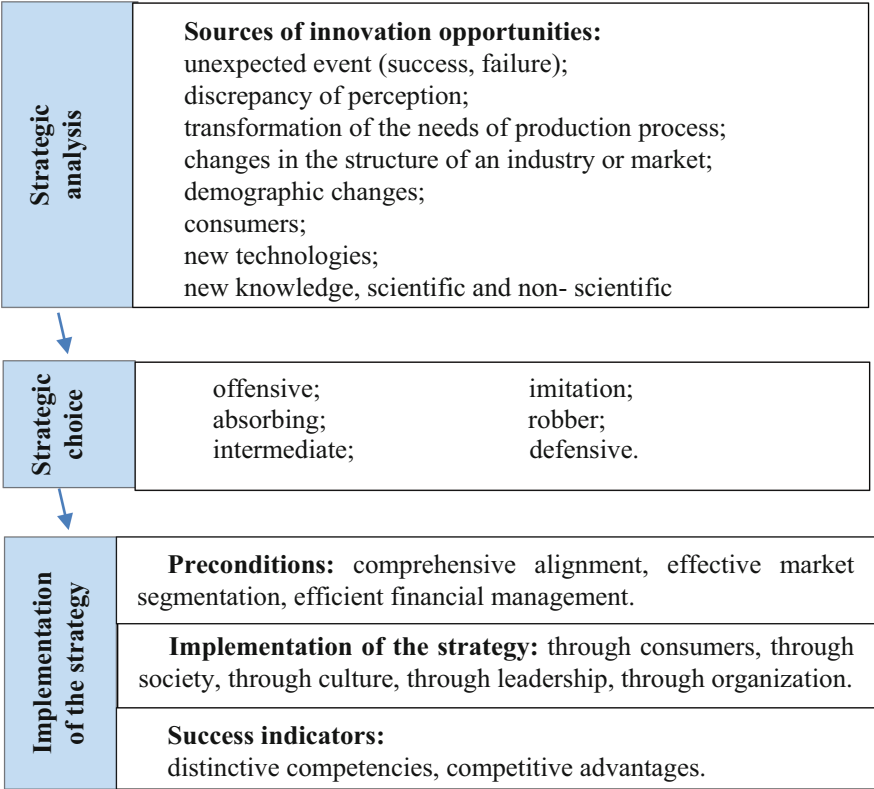 Strategic
analysis
Sources of innovation opportunities:
unexpected event (success, failure);
discrepancy of perception;
transformation of the needs of production process;
changes in the structure of an industry or market;
demographic changes;
consumers;
new technologies;
new knowledge, scientific and non- scientific
Strategic
choice
offensive;
absorbing;
intermediate;
imitation;
robber;
defensive.
Implementation
of the strategy
Preconditions: comprehensive alignment, effective market
segmentation, efficient financial management.
Implementation of the strategy: through consumers, through
society, through culture, through leadership, through organization.
Success indicators:
distinctive competencies, competitive advantages.